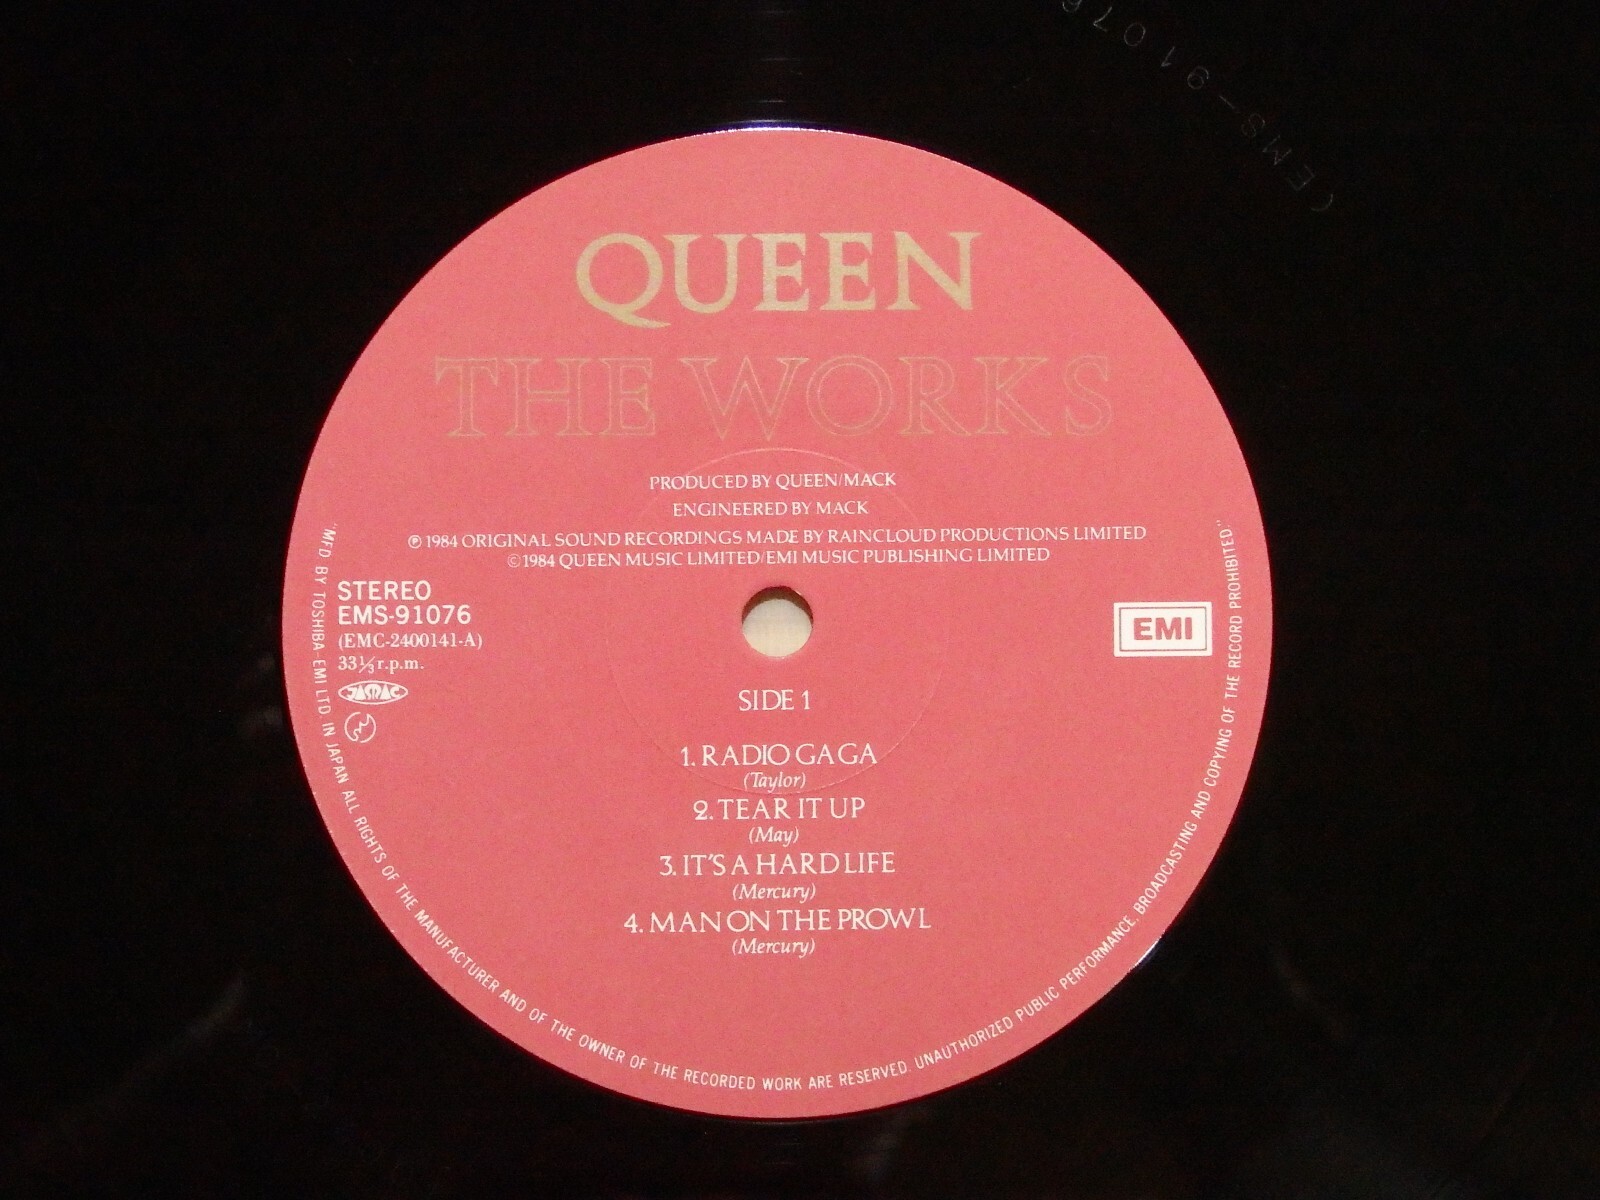 (EMS-91076
QUEEN
THE WORKS
PRODUCED BY QUEEN/MACK
ENGINEERED BY MACK
℗ 1984 ORIGINAL SOUND RECORDINGS MADE BY RAINCLOUD PRODUCTIONS LIMITED
©1984 QUEEN MUSIC LIMITED/EMI MUSIC PUBLISHING LIMITED
STEREO
EMS-91076
(EMC-2400141-A)
33⅓ r.p.m.
JASRAC
EMI
SIDE 1
1. RADIO GA GA
(Taylor)
2. TEAR IT UP
(May)
3. IT'S A HARD LIFE
(Mercury)
4. MAN ON THE PROWL
(Mercury)
"MFD BY TOSHIBA-EMI LTD. IN JAPAN ALL RIGHTS OF THE MANUFACTURER AND OF THE OWNER OF THE RECORDED WORK ARE RESERVED. UNAUTHORIZED PUBLIC PERFORMANCE, BROADCASTING AND COPYING OF THE RECORD PROHIBITED."